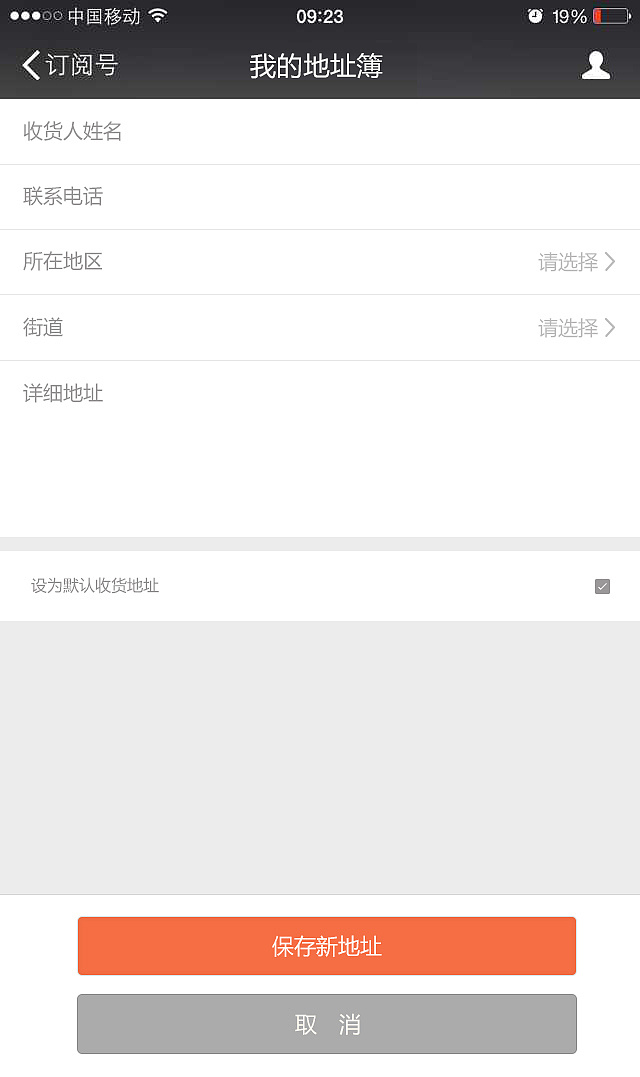 中国移动 09:23 19%
订阅号 我的地址簿
收货人姓名
联系电话
所在地区 请选择
街道 请选择
详细地址
设为默认收货地址
保存新地址
取 消